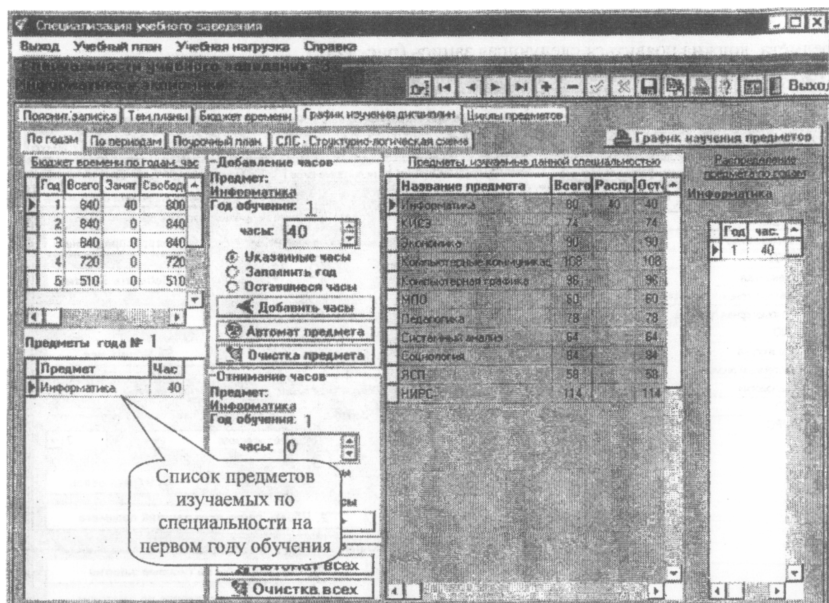 Специализация учебного заведения
Выход Учебный план Учебная нагрузка Справка
специальности учебного заведения
Информатика и экономика
Выход
Пояснит.записка Тем.планы Бюджет времени График изучения дисциплин Циклы предметов
По годам По периодам Поурочный план СЛС - Структурно-логическая схема
График изучения предметов
Бюджет времени по годам, час
Год Всего Занят Свобод
1 840 40 800
2 840 0 840
3 840 0 840
4 720 0 720
5 510 0 510
Предметы года № 1
Предмет Час
Информатика 40
Добавление часов
Предмет:
Информатика
Год обучения: 1
часы: 40
Указанные часы
Заполнить год
Оставшиеся часы
Добавить часы
Автомат предмета
Очистка предмета
Отнимание часов
Предмет:
Информатика
Год обучения: 1
часы: 0
Список предметов
изучаемых по
специальности на
первом году обучения
Автомат всех
Очистка всех
Предметы, изучаемые данной специальностью
Название предмета Всего Распр Оста
Информатика 80 40 40
КИСЭ 74 74
Экономика 90 90
Компьютерные коммуникац 108 108
Компьютерная графика 96 96
МПО 60 60
Педагогика 78 78
Системный анализ 64 64
Социология 84 84
ЯСП 58 58
НИРС 114 114
Распределение
предмета по годам
Информатика
Год час.
1 40